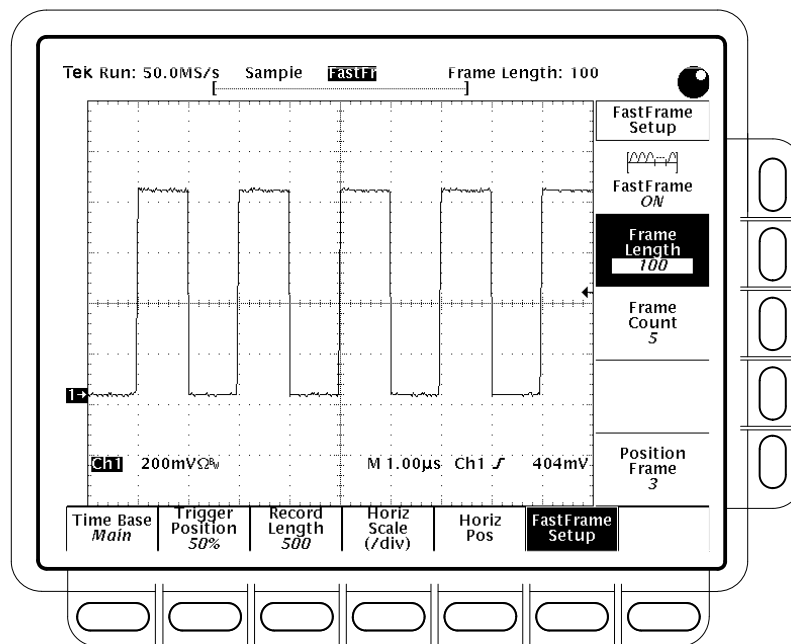 Tek Run: 50.0MS/s Sample FastFr Frame Length: 100
FastFrame
Setup
FastFrame
ON
Frame
Length
100
Frame
Count
5
Position
Frame
3
1→
Ch1 200mVΩBW M 1.00µs Ch1 404mV
Time Base
Main
Trigger
Position
50%
Record
Length
500
Horiz
Scale
(/div)
Horiz
Pos
FastFrame
Setup